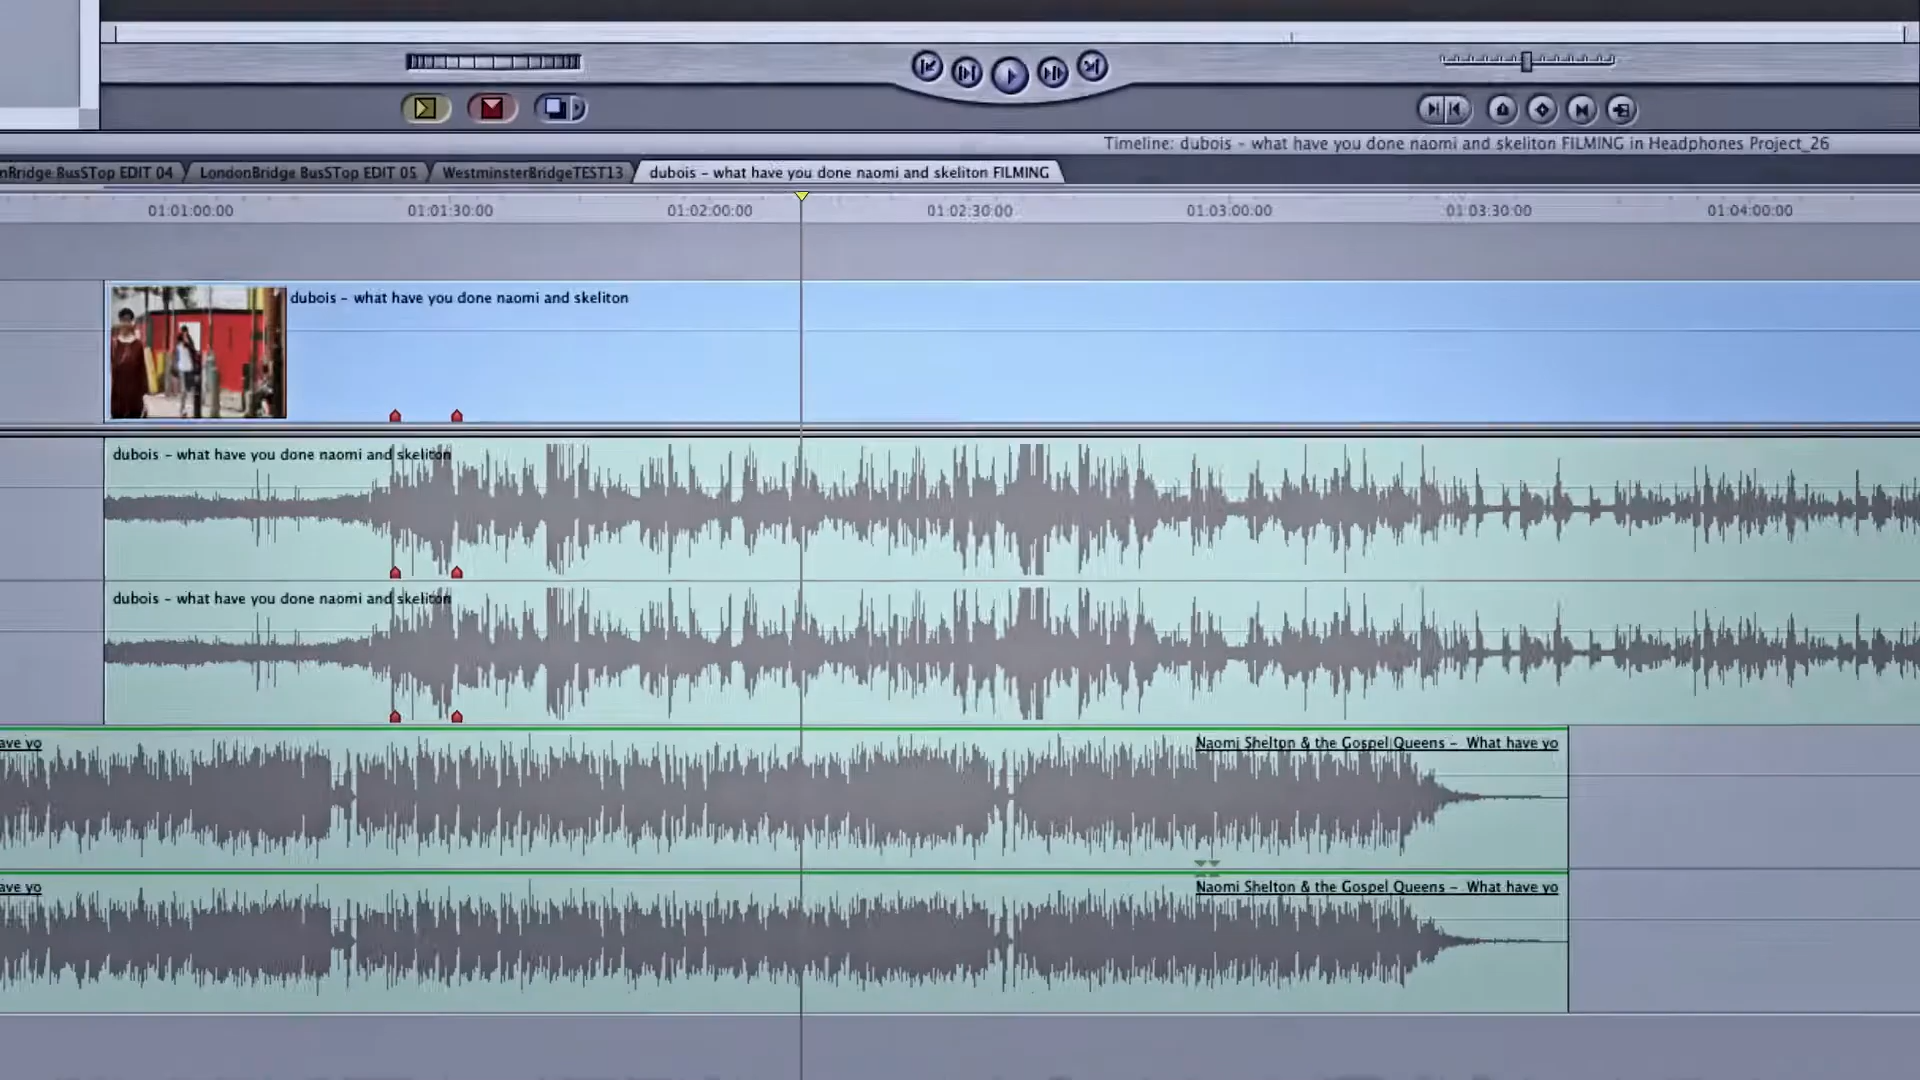 Timeline: dubois - what have you done naomi and skeliton FILMING in Headphones Project_26
nBridge BusSTop EDIT 04
LondonBridge BusSTop EDIT 05
WestminsterBridgeTEST13
dubois - what have you done naomi and skeliton FILMING
01:01:00:00
01:01:30:00
01:02:00:00
01:02:30:00
01:03:00:00
01:03:30:00
01:04:00:00
dubois - what have you done naomi and skeliton
dubois - what have you done naomi and skeliton
dubois - what have you done naomi and skeliton
ave yo
Naomi Shelton & the Gospel Queens - What have yo
ave yo
Naomi Shelton & the Gospel Queens - What have yo